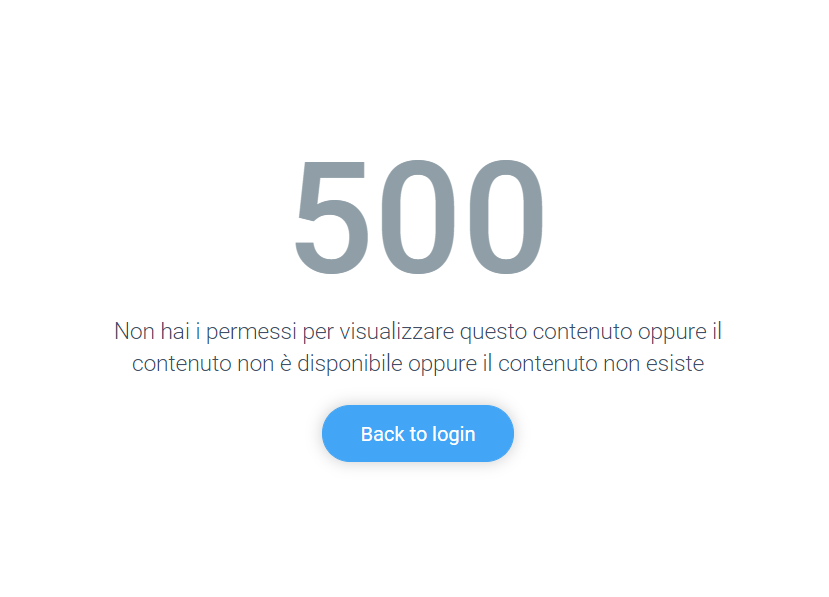 500
Non hai i permessi per visualizzare questo contenuto oppure il
contenuto non è disponibile oppure il contenuto non esiste
Back to login